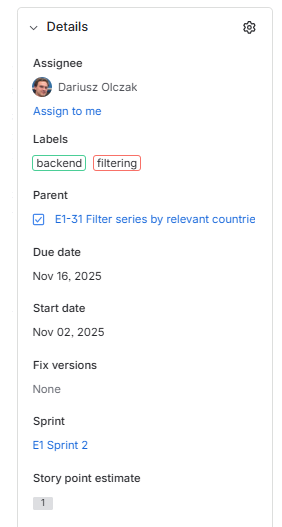 Details
Assignee
Dariusz Olczak
Assign to me
Labels
backend filtering
Parent
E1-31 Filter series by relevant countrie
Due date
Nov 16, 2025
Start date
Nov 02, 2025
Fix versions
None
Sprint
E1 Sprint 2
Story point estimate
1